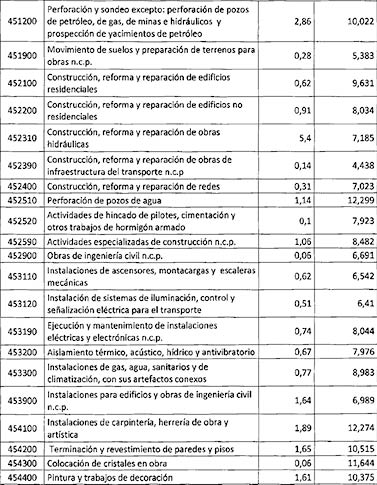 Perforación y sondeo excepto: perforación de pozos
451200 de petróleo, de gas, de minas e hidráulicos y 2,86 10,022
prospección de yacimientos de petróleo
451900 Movimiento de suelos y preparación de terrenos para 0,28 5,383
obras n.c.p.
452100 Construcción, reforma y reparación de edificios 0,62 9,631
residenciales
452200 Construcción, reforma y reparación de edificios no 0,91 8,034
residenciales
452310 Construcción, reforma y reparación de obras 5,4 7,185
hidráulicas
452390 Construcción, reforma y reparación de obras de 0,14 4,438
infraestructura del transporte n.c.p
452400 Construcción, reforma y reparación de redes 0,31 7,023
452510 Perforación de pozos de agua 1,14 12,299
452520 Actividades de hincado de pilotes, cimentación y 0,1 7,923
otros trabajos de hormigón armado
452590 Actividades especializadas de construcción n.c.p. 1,06 8,482
452900 Obras de ingeniería civil n.c.p. 0,06 6,691
453110 Instalaciones de ascensores, montacargas y escaleras 0,62 6,542
mecánicas
453120 Instalación de sistemas de iluminación, control y 0,51 6,41
señalización eléctrica para el transporte
453190 Ejecución y mantenimiento de instalaciones 0,74 8,044
eléctricas y electrónicas n.c.p.
453200 Aislamiento térmico, acústico, hídrico y antivibratorio 0,67 7,976
453300 Instalaciones de gas, agua, sanitarios y de 0,77 8,983
climatización, con sus artefactos conexos
453900 Instalaciones para edificios y obras de ingeniería civil 1,64 6,989
n.c.p.
454100 Instalaciones de carpintería, herrería de obra y 1,89 12,274
artística
454200 Terminación y revestimiento de paredes y pisos 1,65 10,515
454300 Colocación de cristales en obra 0,06 11,644
454400 Pintura y trabajos de decoración 1,61 10,375